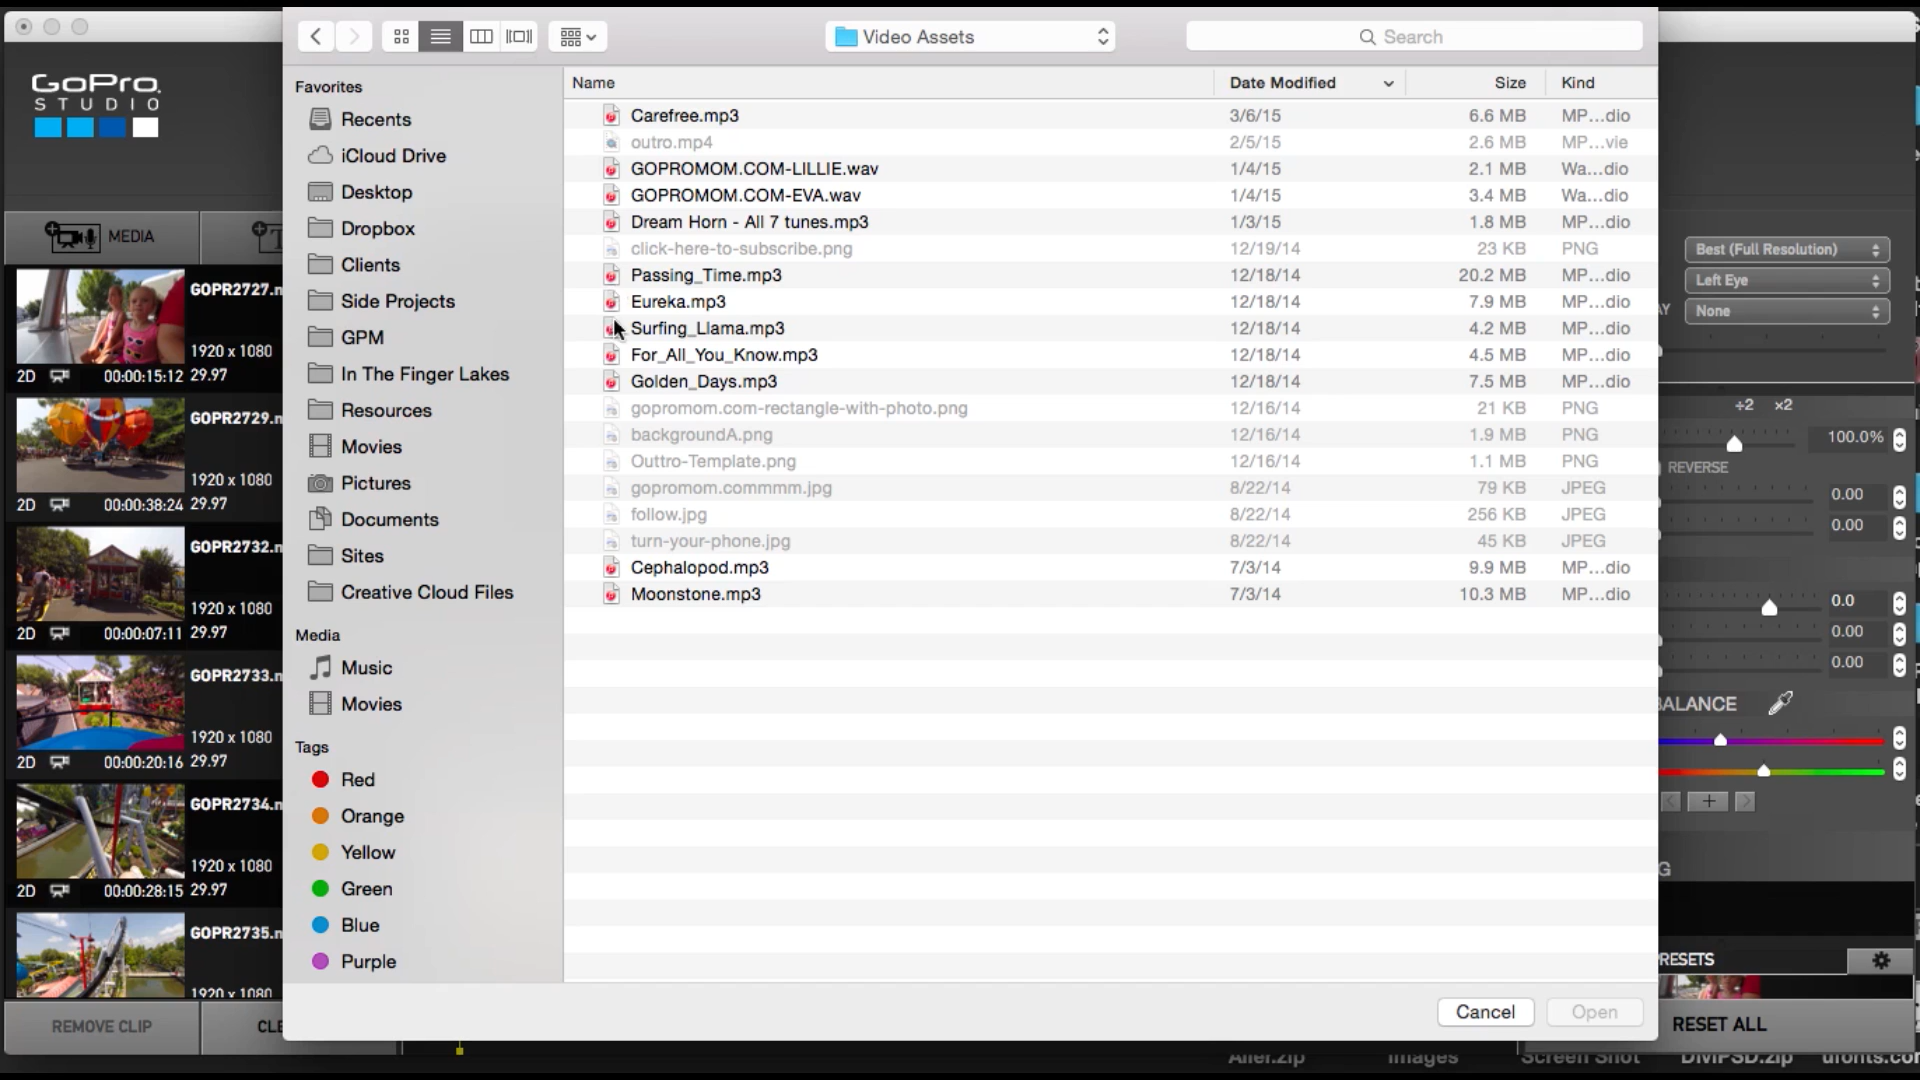 Video Assets
Search
GoPro.
STUDIO
MEDIA
GOPR2727.m
1920 x 1080
2D 00:00:15:12 29.97
GOPR2729.m
1920 x 1080
2D 00:00:38:24 29.97
GOPR2732.m
1920 x 1080
2D 00:00:07:11 29.97
GOPR2733.m
1920 x 1080
2D 00:00:20:16 29.97
GOPR2734.m
1920 x 1080
2D 00:00:28:15 29.97
GOPR2735.m
1920 x 1080
REMOVE CLIP
CLE
Favorites
Recents
iCloud Drive
Desktop
Dropbox
Clients
Side Projects
GPM
In The Finger Lakes
Resources
Movies
Pictures
Documents
Sites
Creative Cloud Files
Media
Music
Movies
Tags
Red
Orange
Yellow
Green
Blue
Purple
Name Date Modified Size Kind
Carefree.mp3 3/6/15 6.6 MB MP...dio
outro.mp4 2/5/15 2.6 MB MP...vie
GOPROMOM.COM-LILLIE.wav 1/4/15 2.1 MB Wa...dio
GOPROMOM.COM-EVA.wav 1/4/15 3.4 MB Wa...dio
Dream Horn - All 7 tunes.mp3 1/3/15 1.8 MB MP...dio
click-here-to-subscribe.png 12/19/14 23 KB PNG
Passing_Time.mp3 12/18/14 20.2 MB MP...dio
Eureka.mp3 12/18/14 7.9 MB MP...dio
Surfing_Llama.mp3 12/18/14 4.2 MB MP...dio
For_All_You_Know.mp3 12/18/14 4.5 MB MP...dio
Golden_Days.mp3 12/18/14 7.5 MB MP...dio
gopromom.com-rectangle-with-photo.png 12/16/14 21 KB PNG
backgroundA.png 12/16/14 1.9 MB PNG
Outtro-Template.png 12/16/14 1.1 MB PNG
gopromom.commmm.jpg 8/22/14 79 KB JPEG
follow.jpg 8/22/14 256 KB JPEG
turn-your-phone.jpg 8/22/14 45 KB JPEG
Cephalopod.mp3 7/3/14 9.9 MB MP...dio
Moonstone.mp3 7/3/14 10.3 MB MP...dio
Cancel
Open
Best (Full Resolution)
Left Eye
AY None
÷2 x2
100.0%
REVERSE
0.00
0.00
0.0
0.00
0.00
BALANCE
+
G
PRESETS
RESET ALL
Aller.zip Images Screen Shot DIVIPSD.zip ufonts.com